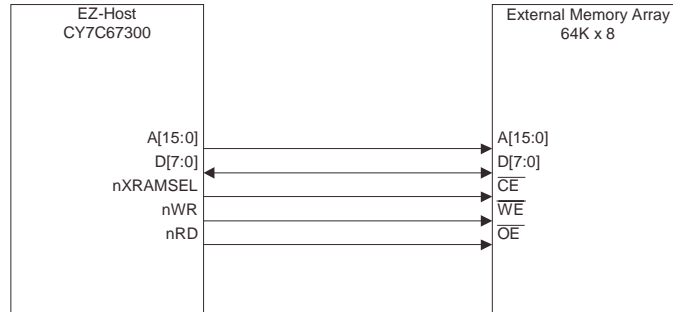 EZ-Host
CY7C67300
External Memory Array
64K x 8
A[15:0]
A[15:0]
D[7:0]
D[7:0]
nXRAMSEL
CE
nWR
WE
nRD
OE